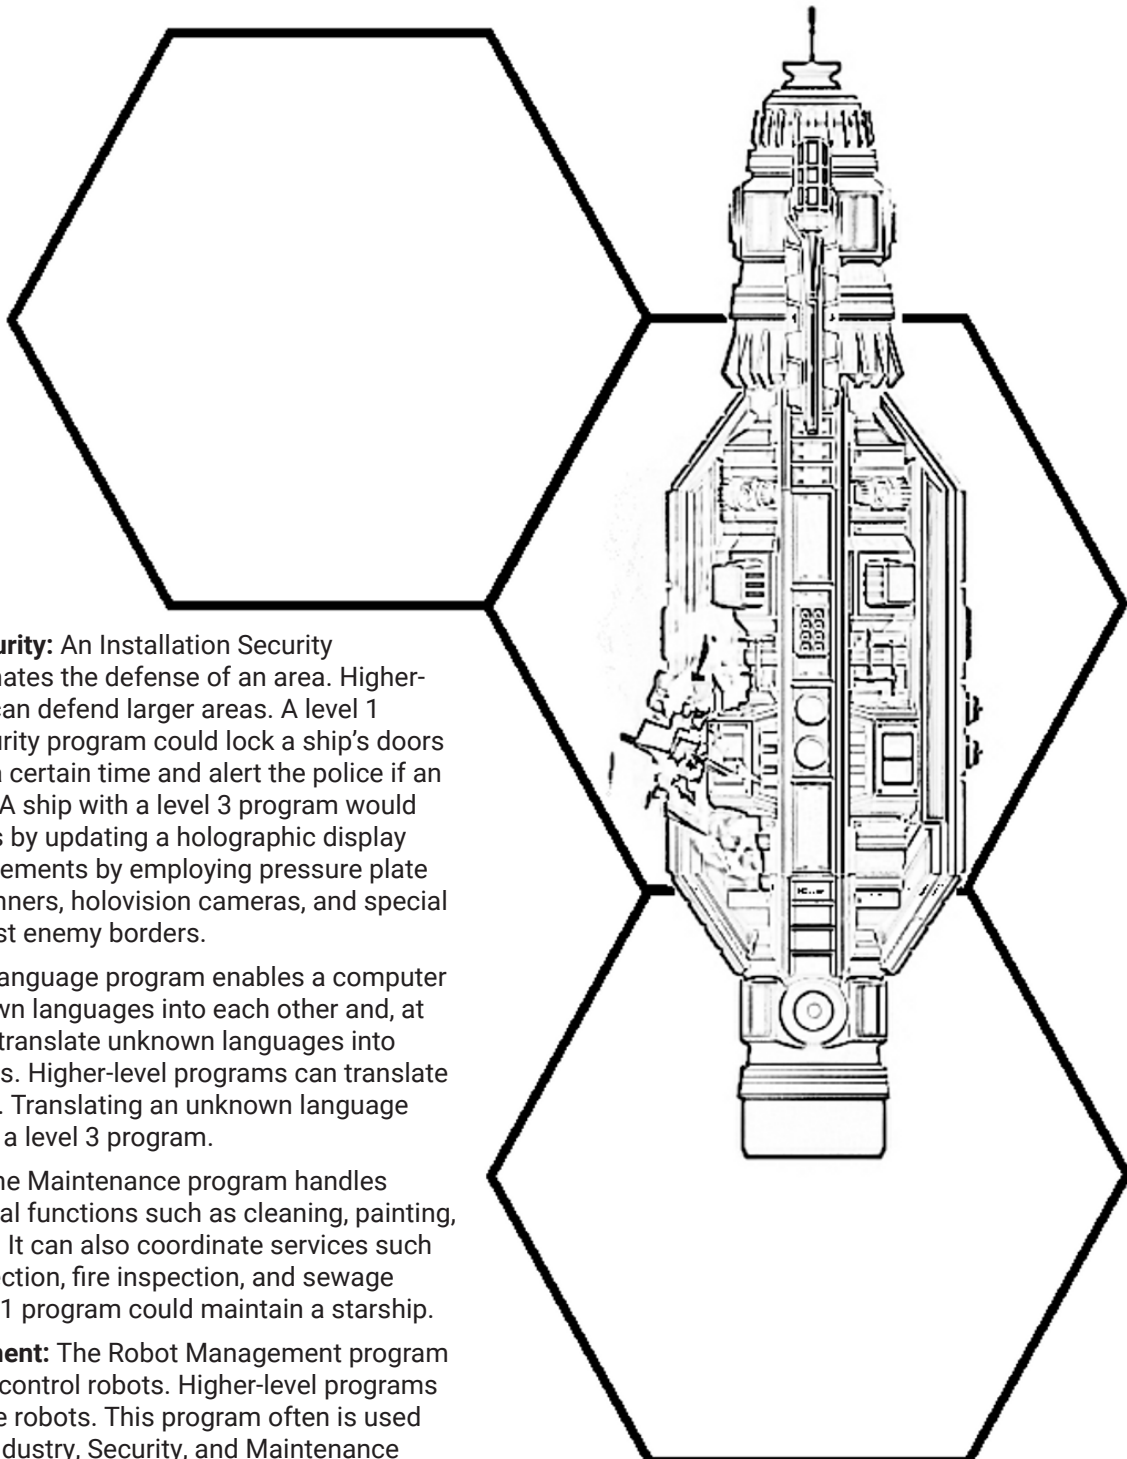 urity: An Installation Security
nates the defense of an area. Higher-
can defend larger areas. A level 1
urity program could lock a ship’s doors
a certain time and alert the police if an
A ship with a level 3 program would
s by updating a holographic display
ements by employing pressure plate
nners, holovision cameras, and special
st enemy borders.
anguage program enables a computer
wn languages into each other and, at
translate unknown languages into
s. Higher-level programs can translate
. Translating an unknown language
a level 3 program.
he Maintenance program handles
al functions such as cleaning, painting,
. It can also coordinate services such
ection, fire inspection, and sewage
1 program could maintain a starship.
nent: The Robot Management program
control robots. Higher-level programs
e robots. This program often is used
dustry, Security, and Maintenance